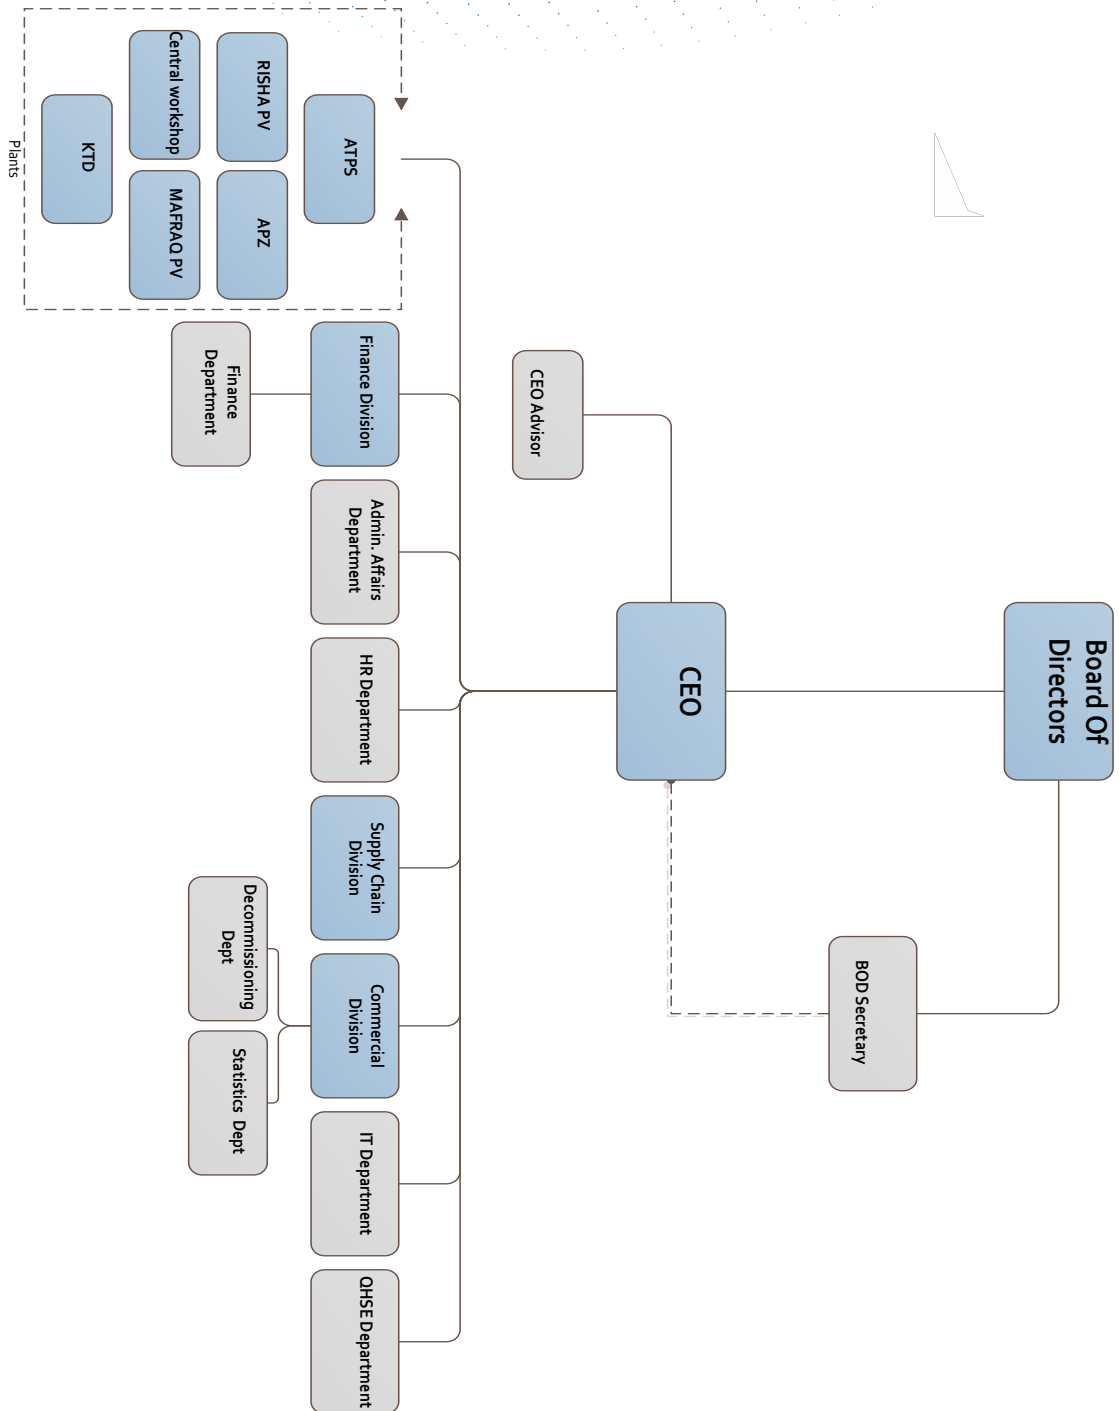 Board Of
Directors
BOD Secretary
CEO
CEO Advisor
ATPS
RISHA PV
APZ
Central workshop
MAFRAQ PV
KTD
Plants
Finance Division
Finance
Department
Admin. Affairs
Department
HR Department
Supply Chain
Division
Commercial
Division
Decommissioning
Dept
Statistics Dept
IT Department
QHSE Department